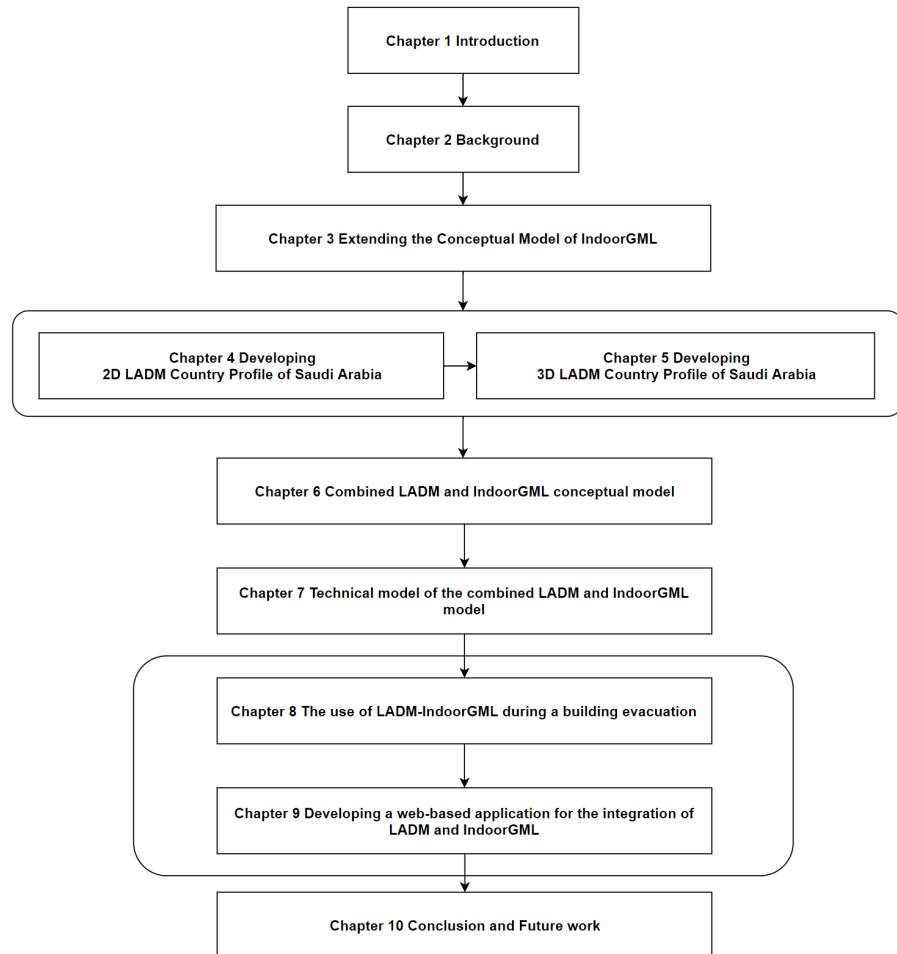 Chapter 1 Introduction
Chapter 2 Background
Chapter 3 Extending the Conceptual Model of IndoorGML
Chapter 4 Developing
2D LADM Country Profile of Saudi Arabia
Chapter 5 Developing
3D LADM Country Profile of Saudi Arabia
Chapter 6 Combined LADM and IndoorGML conceptual model
Chapter 7 Technical model of the combined LADM and IndoorGML
model
Chapter 8 The use of LADM-IndoorGML during a building evacuation
Chapter 9 Developing a web-based application for the integration of
LADM and IndoorGML
Chapter 10 Conclusion and Future work